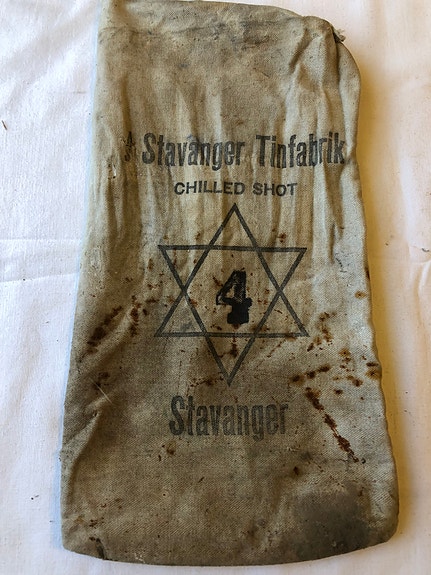 Stavanger Tinfabrik
CHILLED SHOT
4
Stavanger